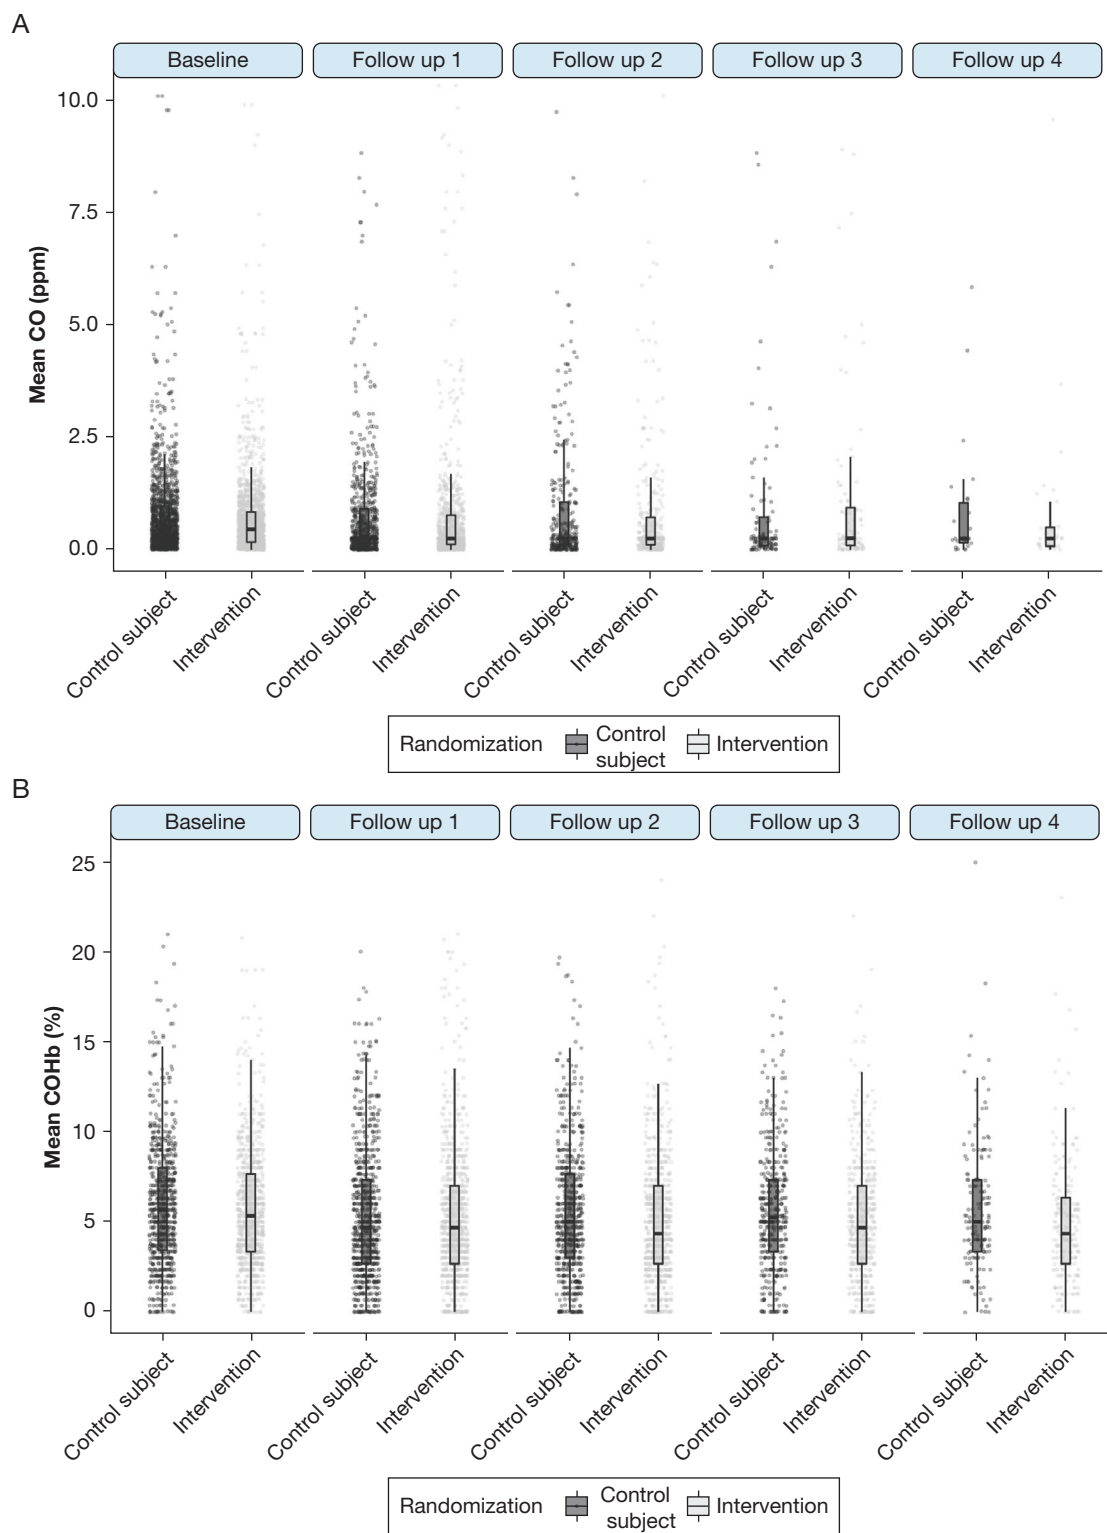 A
Baseline
Follow up 1
Follow up 2
Follow up 3
Follow up 4
Mean CO (ppm)
10.0
7.5
5.0
2.5
0.0
Control subject
Intervention
Control subject
Intervention
Control subject
Intervention
Control subject
Intervention
Control subject
Intervention
Randomization
Control
subject
Intervention
B
Baseline
Follow up 1
Follow up 2
Follow up 3
Follow up 4
Mean COHb (%)
25
20
15
10
5
0
Control subject
Intervention
Control subject
Intervention
Control subject
Intervention
Control subject
Intervention
Control subject
Intervention
Randomization
Control
subject
Intervention